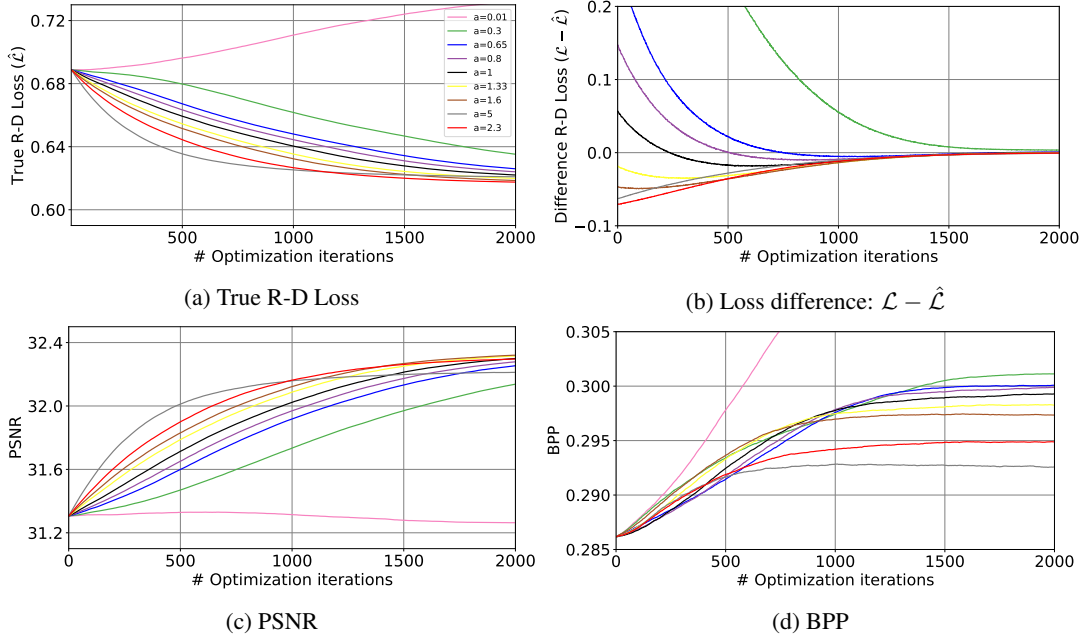 True R-D Loss (ℒ̂)
0.72
0.68
0.64
0.60
500
1000
1500
2000
# Optimization iterations
a=0.01
a=0.3
a=0.65
a=0.8
a=1
a=1.33
a=1.6
a=5
a=2.3
(a) True R-D Loss
Difference R-D Loss (ℒ − ℒ̂)
0.2
0.1
0.0
−0.1
0
500
1000
1500
2000
# Optimization iterations
(b) Loss difference: ℒ − ℒ̂
PSNR
32.4
32.0
31.6
31.2
0
500
1000
1500
2000
# Optimization iterations
(c) PSNR
BPP
0.305
0.300
0.295
0.290
0.285
0
500
1000
1500
2000
# Optimization iterations
(d) BPP